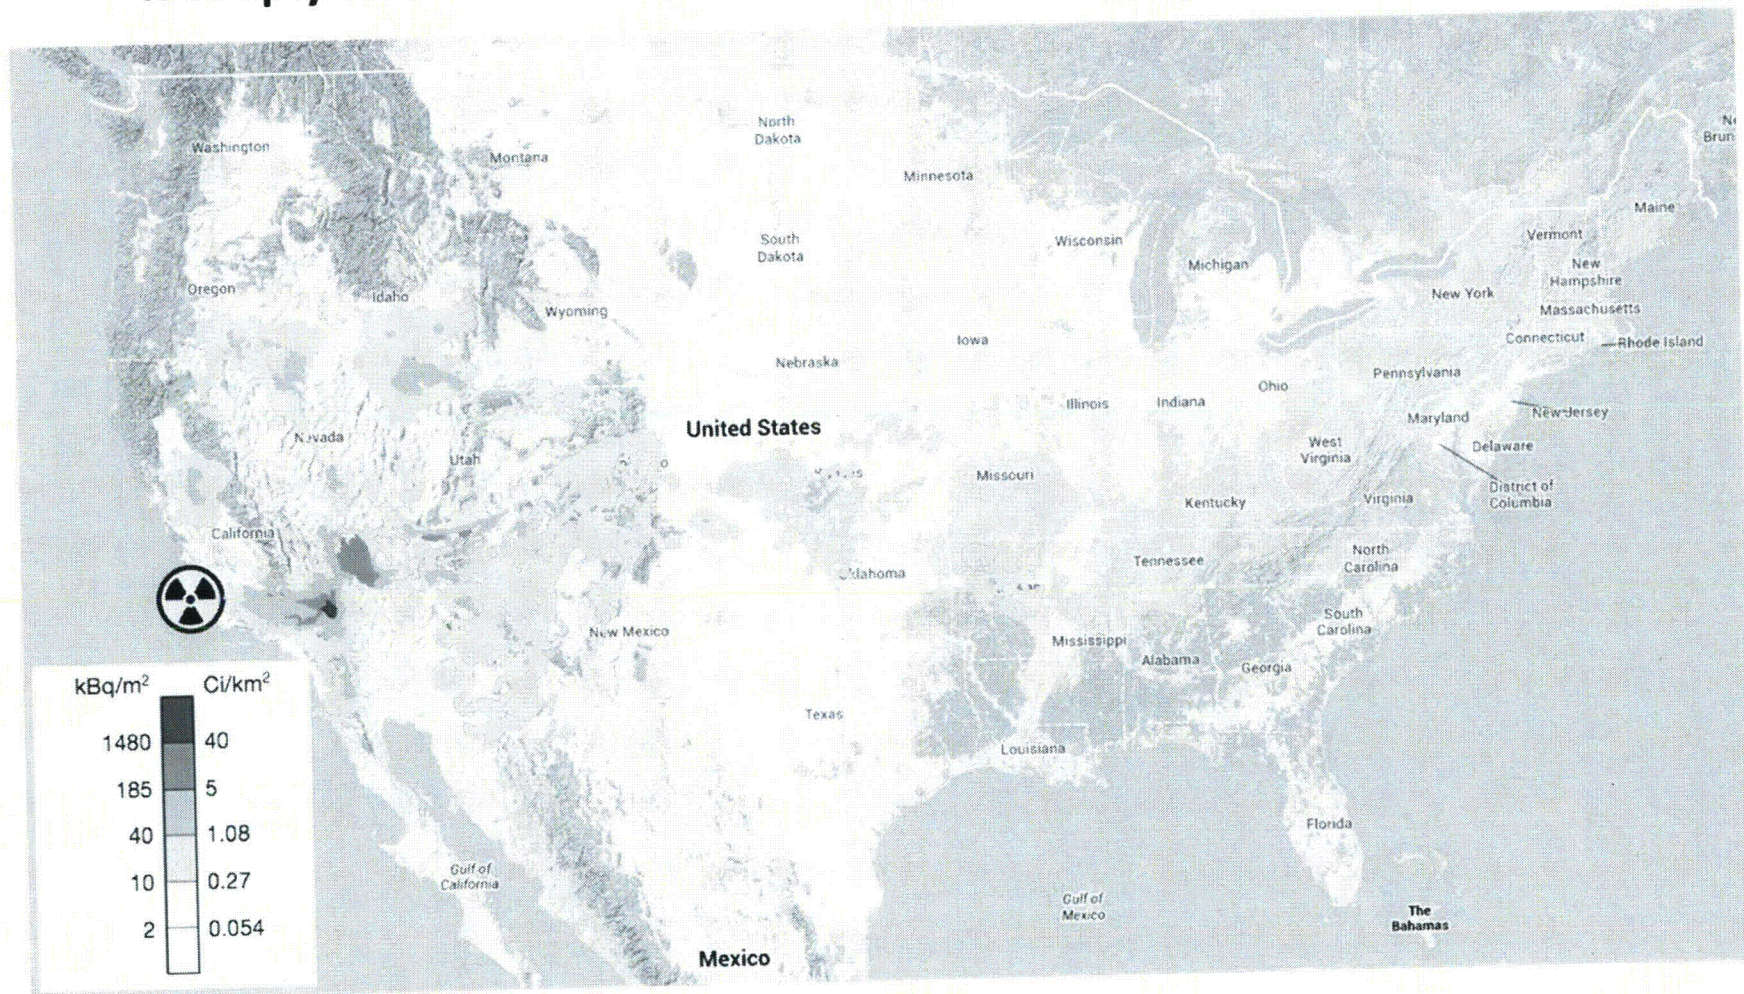 North
Dakota
Washington
Montana
Minnesota
Brun
Maine
South
Dakota
Wisconsin
Vermont
Michigan
New
Hampshire
Oregon
Idaho
New York
Wyoming
Massachusetts
Iowa
Connecticut
Rhode Island
Nebraska
Pennsylvania
Ohio
Illinois
Indiana
New Jersey
Maryland
United States
Nevada
West
Virginia
Delaware
Utah
Missouri
District of
Columbia
Kentucky
Virginia
California
North
Carolina
Tennessee
Oklahoma
South
Carolina
New Mexico
Mississippi
Alabama
Georgia
kBq/m² Ci/km²
Texas
1480 40
Louisiana
185 5
40 1.08
Florida
10 0.27
Gulf of
California
2 0.054
Gulf of
Mexico
The
Bahamas
Mexico